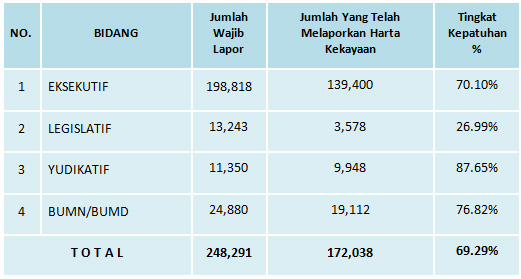 NO. BIDANG Jumlah Wajib Lapor Jumlah Yang Telah Melaporkan Harta Kekayaan Tingkat Kepatuhan %
1 EKSEKUTIF 198,818 139,400 70.10%
2 LEGISLATIF 13,243 3,578 26.99%
3 YUDIKATIF 11,350 9,948 87.65%
4 BUMN/BUMD 24,880 19,112 76.82%
T O T A L 248,291 172,038 69.29%